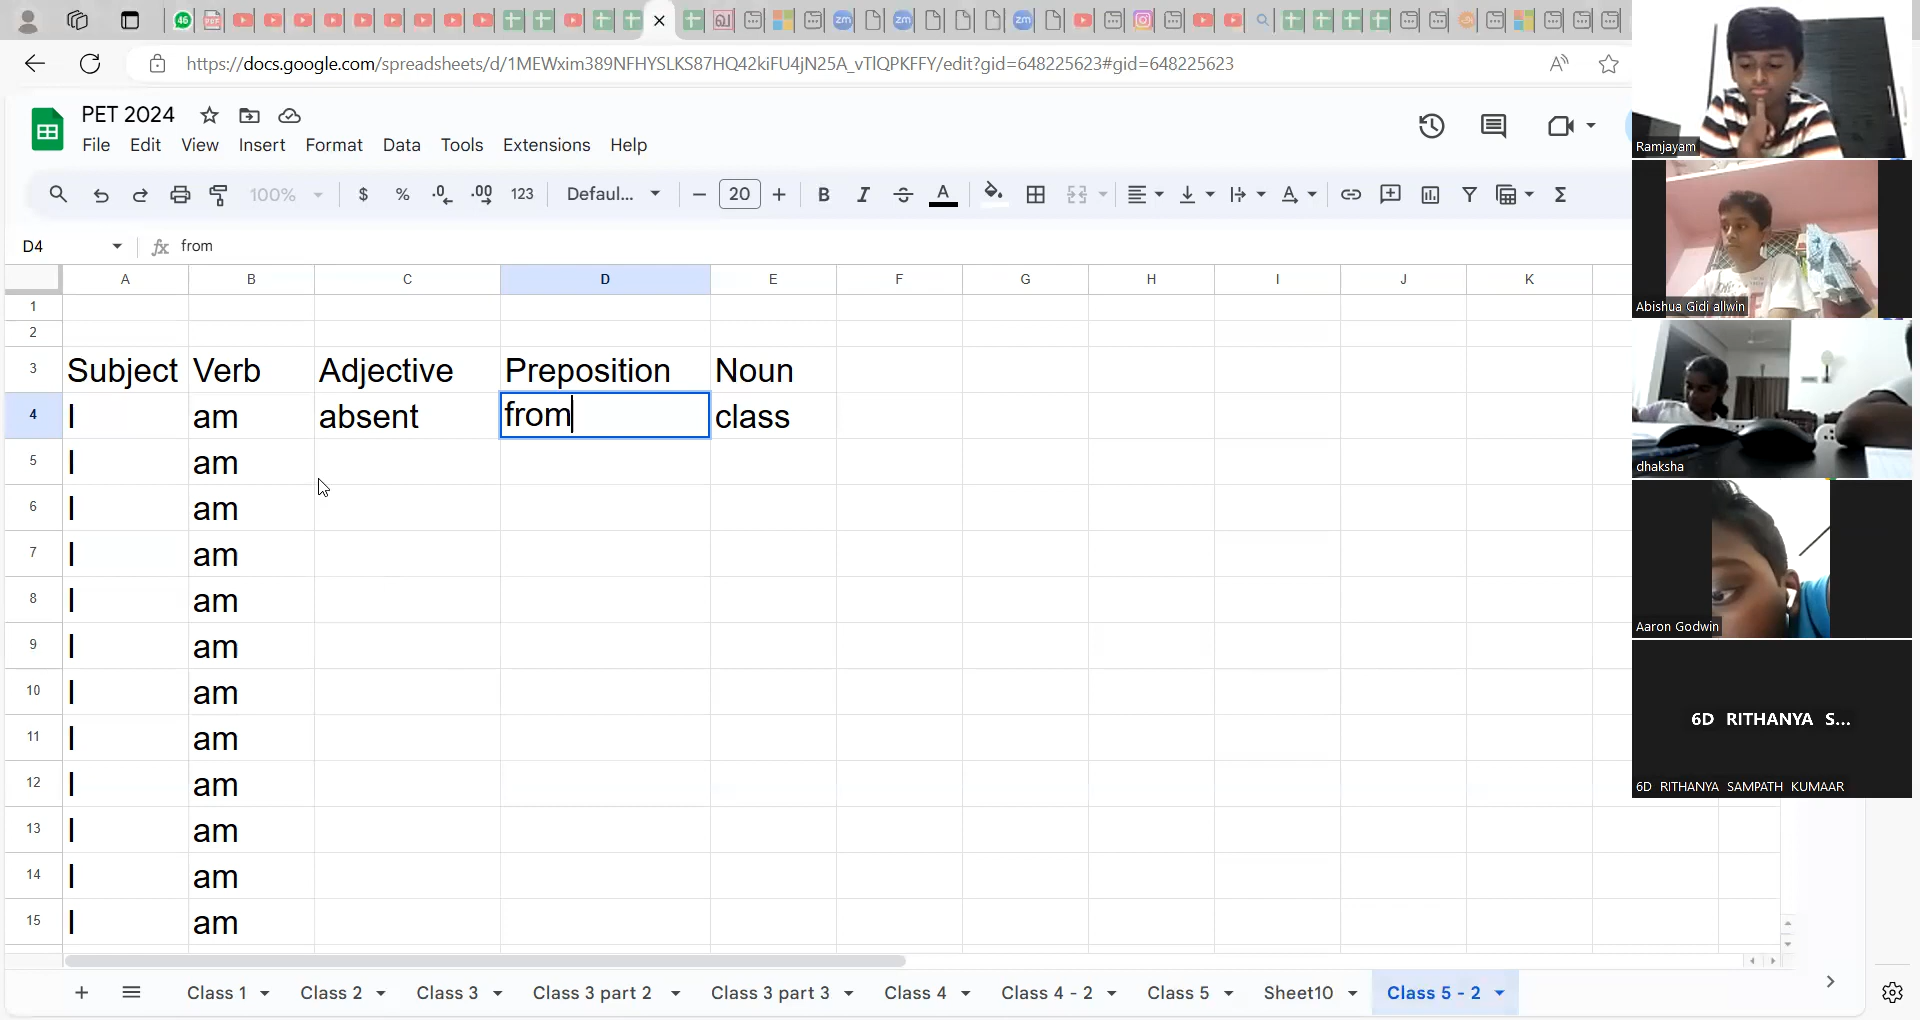 46
https://docs.google.com/spreadsheets/d/1MEWxim389NFHYSLKS87HQ42kiFU4jN25A_vTlQPKFFY/edit?gid=648225623#gid=648225623
PET 2024
File Edit View Insert Format Data Tools Extensions Help
100% $ % .0 .00 123 Defaul... 20 B I A
D4 fx from
A B C D E F G H I J K
1
2
3 Subject Verb Adjective Preposition Noun
4 I am absent from class
5 I am
6 I am
7 I am
8 I am
9 I am
10 I am
11 I am
12 I am
13 I am
14 I am
15 I am
Class 1 Class 2 Class 3 Class 3 part 2 Class 3 part 3 Class 4 Class 4 - 2 Class 5 Sheet10 Class 5 - 2
Ramjayam
Abishua Gidi allwin
dhaksha
Aaron Godwin
6D RITHANYA S...
6D RITHANYA SAMPATH KUMAAR